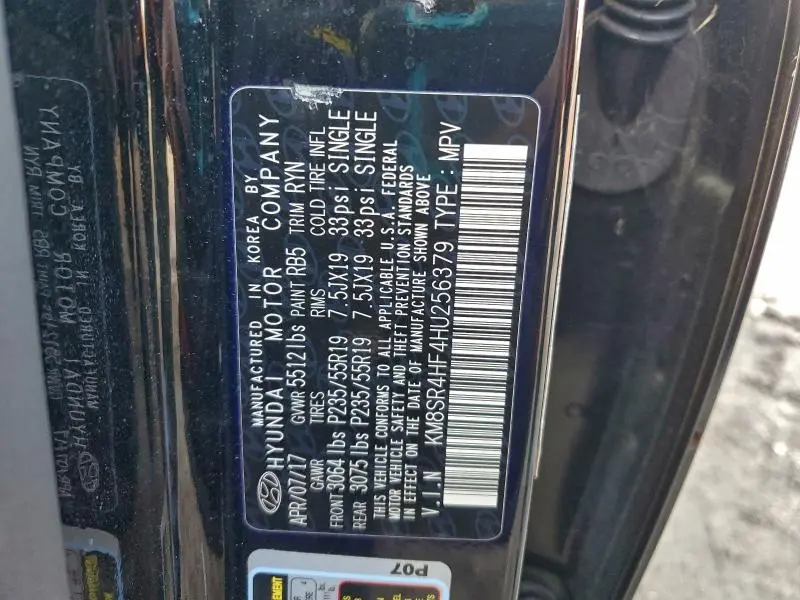 MANUFACTURED IN KOREA BY
HYUNDAI MOTOR COMPANY
APR/07/17 GVWR 5512 lbs PAINT RB5 TRIM RYN
GAWR TIRES RIMS COLD TIRE INFL
FRONT 3064 lbs P235/55R19 7.5JX19 33psi SINGLE
REAR 3075 lbs P235/55R19 7.5JX19 33psi SINGLE
THIS VEHICLE CONFORMS TO ALL APPLICABLE U.S.A. FEDERAL
MOTOR VEHICLE SAFETY AND THEFT PREVENTION STANDARDS
IN EFFECT ON THE DATE OF MANUFACTURE SHOWN ABOVE
V.I.N : KM8SR4HF4HU256379 TYPE : MPV
P07